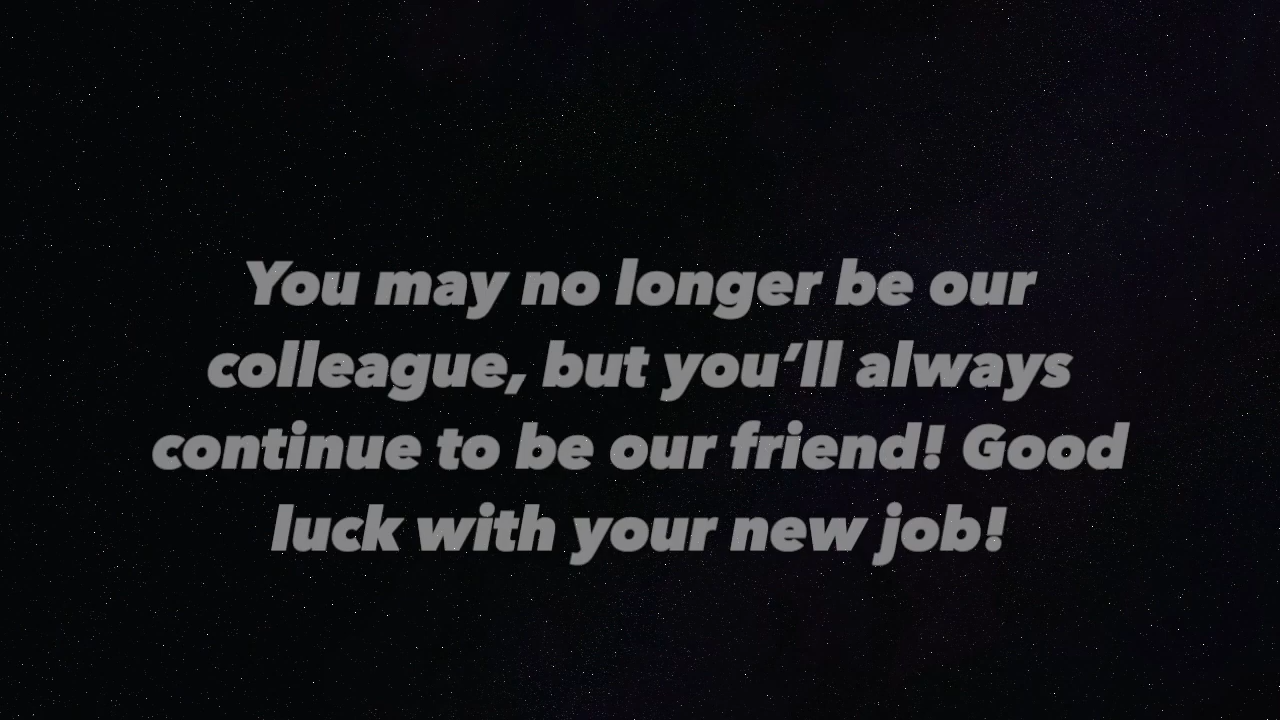 You may no longer be our
colleague, but you’ll always
continue to be our friend! Good
luck with your new job!